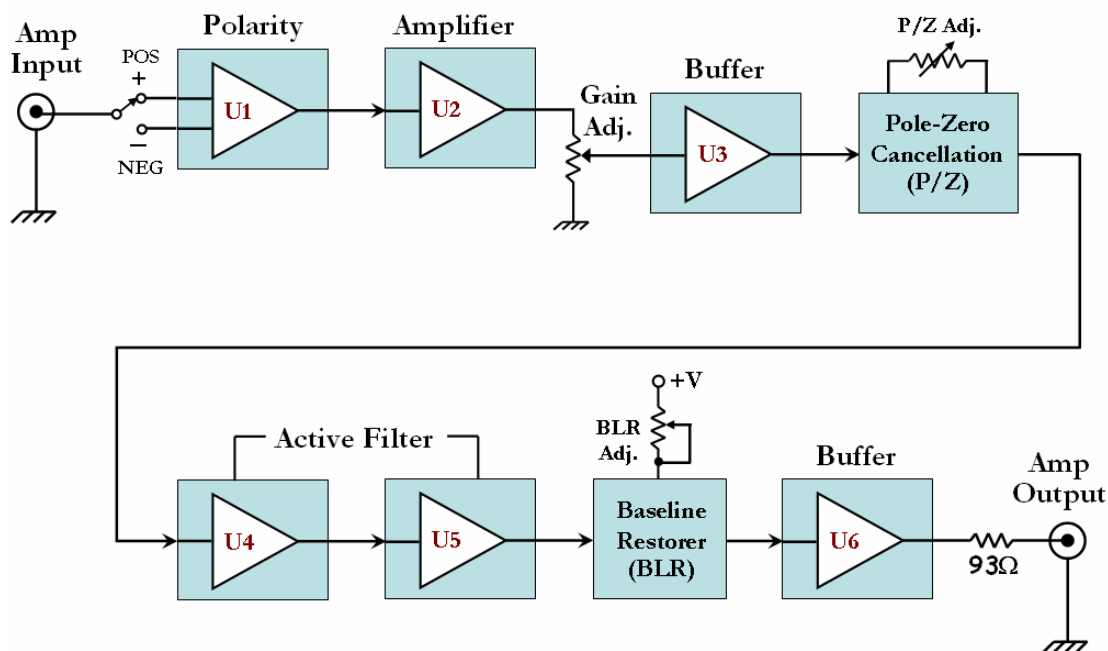 Amp
Input
POS
+
–
NEG
Polarity
U1
Amplifier
U2
Gain
Adj.
Buffer
U3
P/Z Adj.
Pole-Zero
Cancellation
(P/Z)
Active Filter
U4
U5
+V
BLR
Adj.
Baseline
Restorer
(BLR)
Buffer
U6
93Ω
Amp
Output